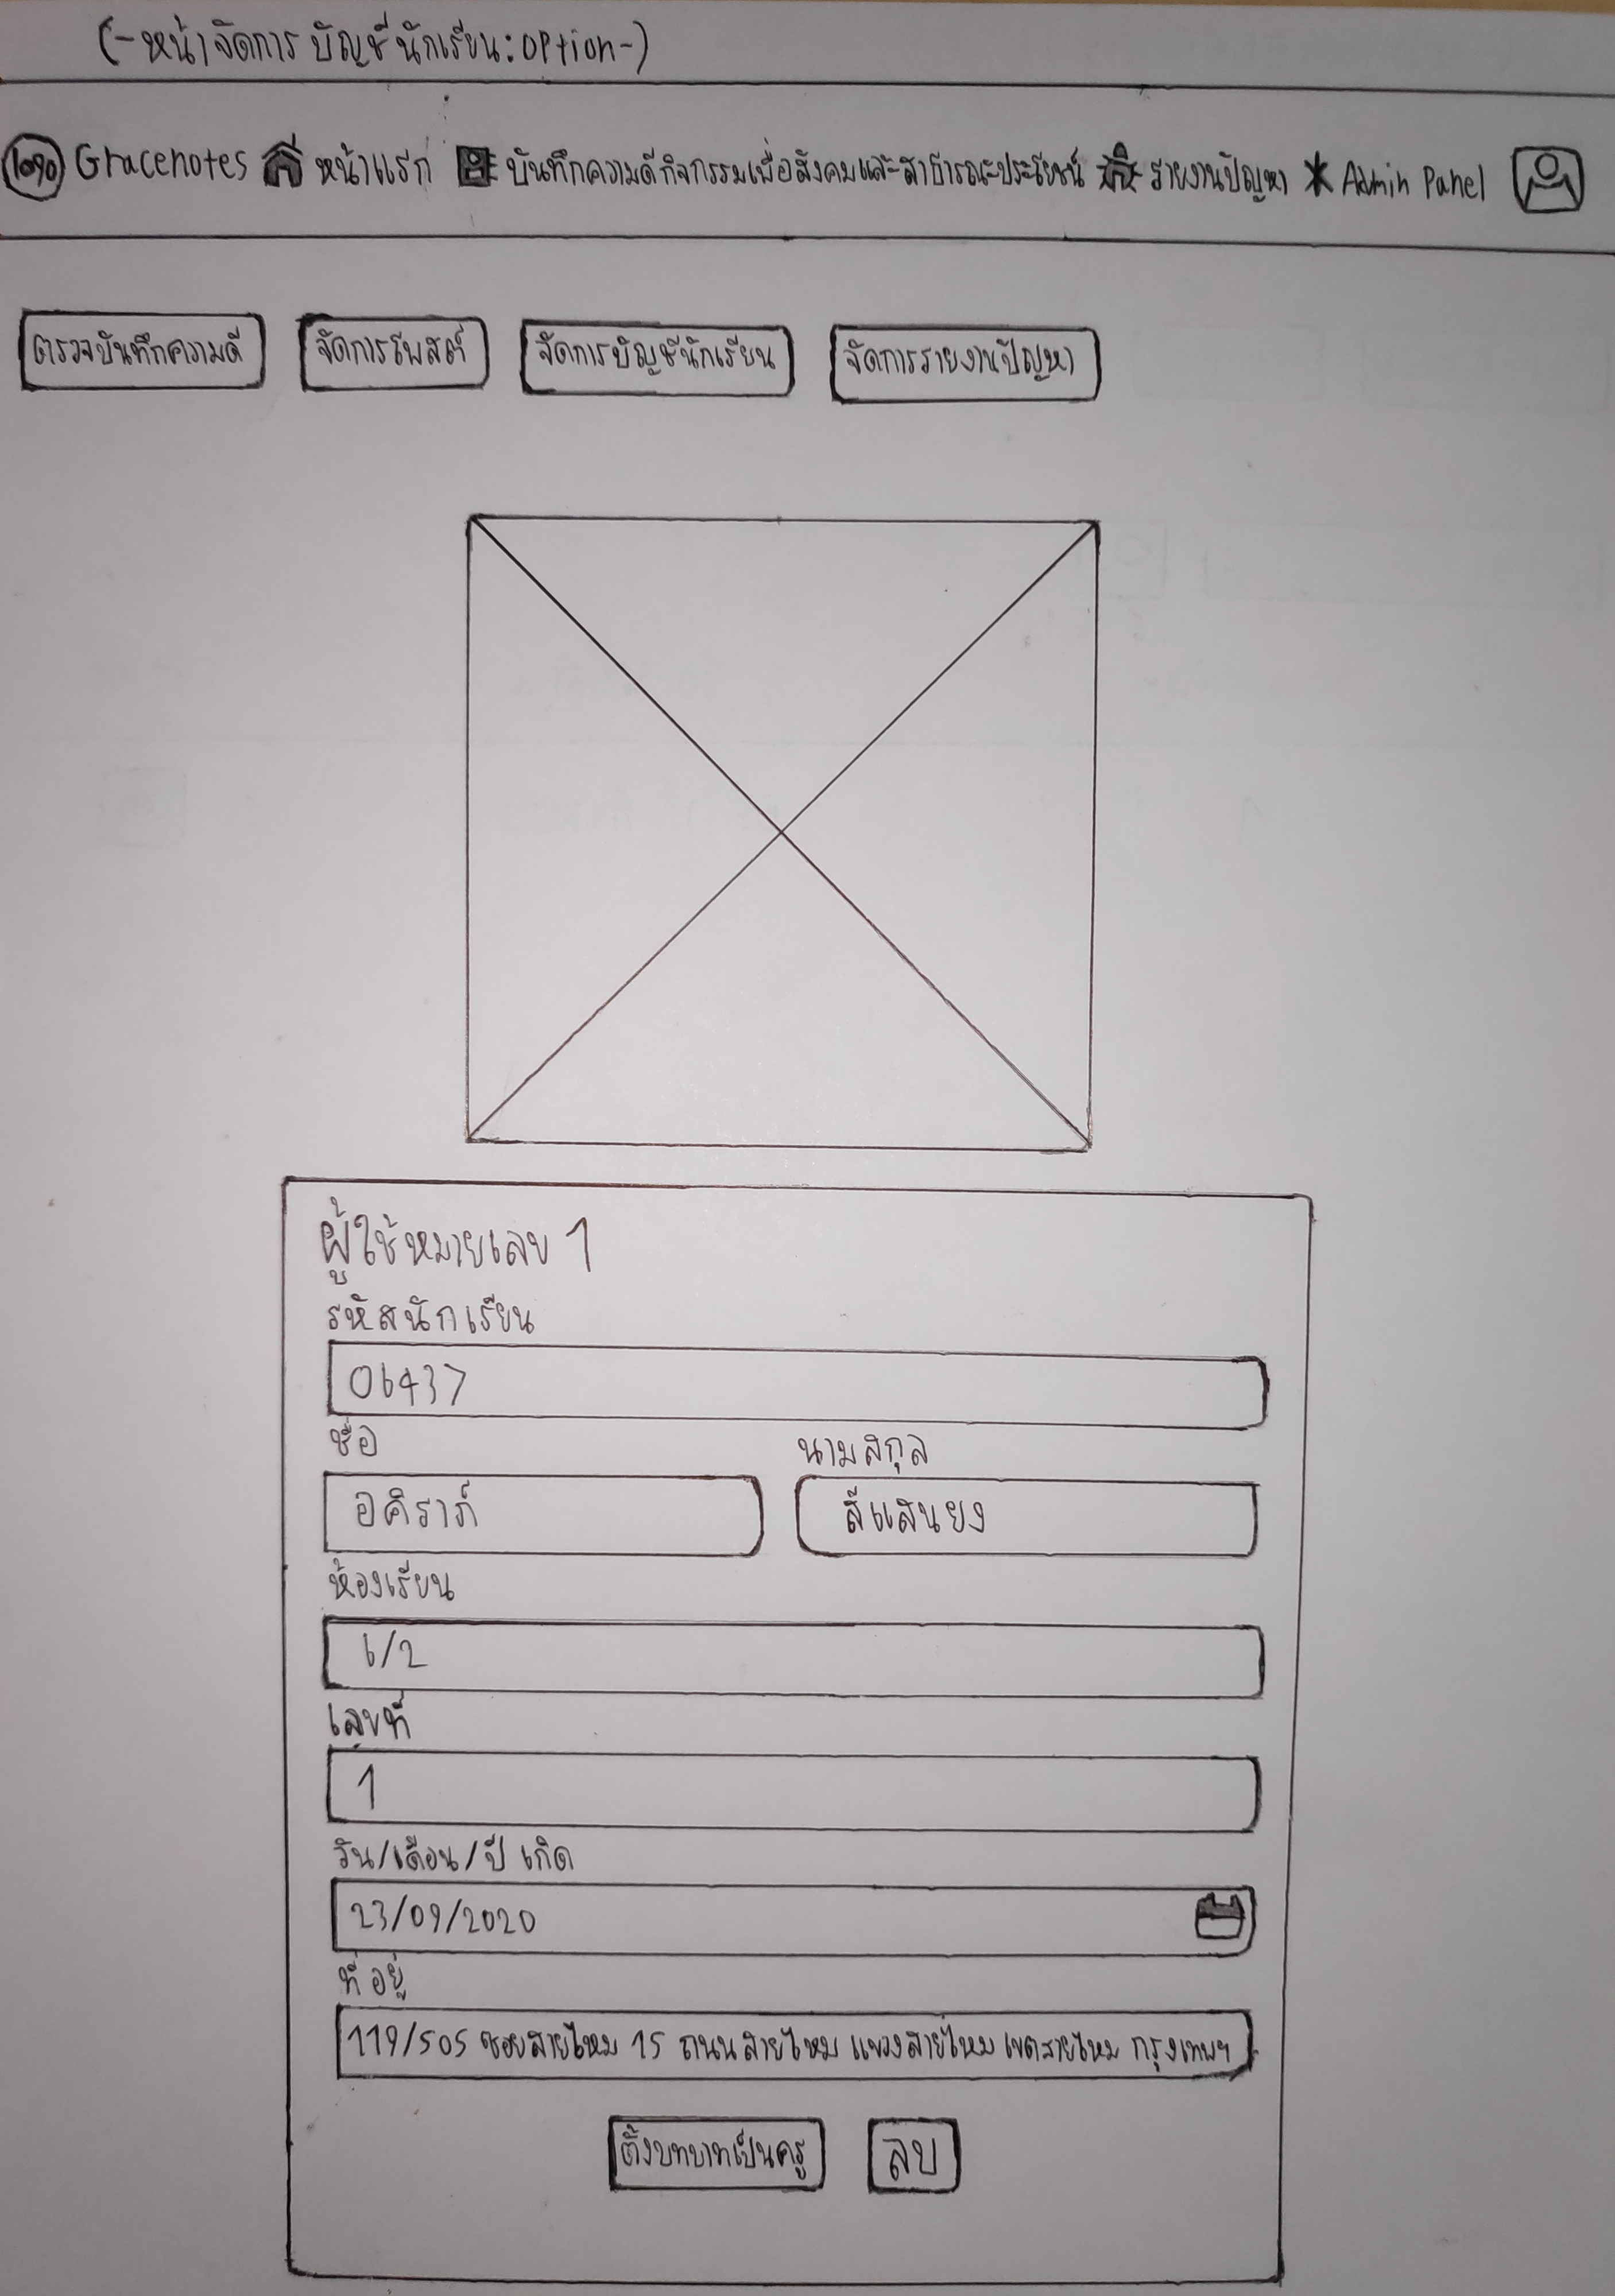 (-หน้าจัดการบัญชีนักเรียน:option-)
Gracenotes หน้าแรก บันทึกความดีกิจกรรมเพื่อสังคมและสาธารณะประโยชน์ รายงานปัญหา Admin Panel
ตรวจบันทึกความดี จัดการโพสต์ จัดการบัญชีนักเรียน จัดการรายงานปัญหา
ผู้ใช้หมายเลข 1
รหัสนักเรียน
06437
ชื่อ นามสกุล
อคิราภ์ ลี้แสนยง
ห้องเรียน
6/2
เลขที่
1
วัน/เดือน/ปี เกิด
23/09/2020
ที่อยู่
119/505 ซอยสายไหม 15 ถนนสายไหม แขวงสายไหม เขตสายไหม กรุงเทพฯ
ตั้งบทบาทเป็นครู ลบ